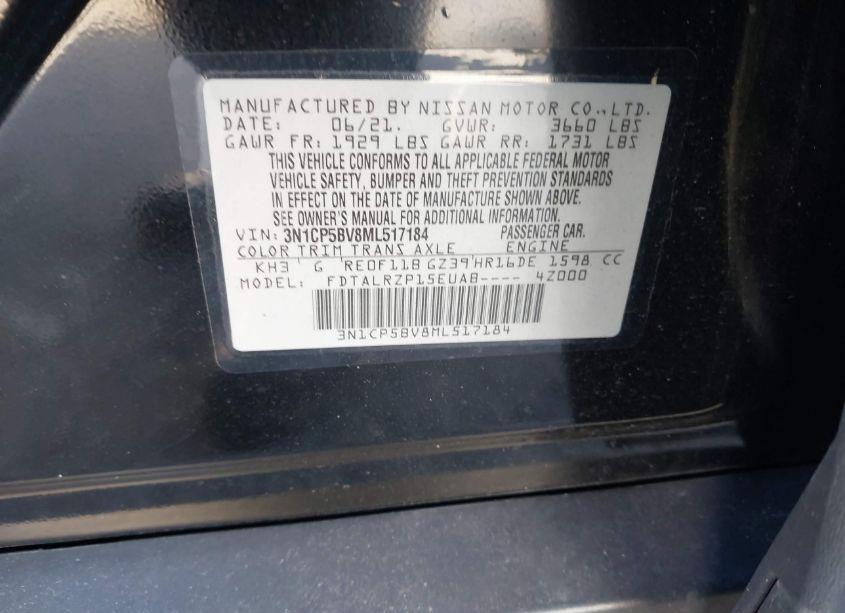 MANUFACTURED BY NISSAN MOTOR CO.,LTD.
DATE: 06/21. GVWR: 3660 LBS
GAWR FR: 1929 LBS GAWR RR: 1731 LBS
THIS VEHICLE CONFORMS TO ALL APPLICABLE FEDERAL MOTOR
VEHICLE SAFETY, BUMPER AND THEFT PREVENTION STANDARDS
IN EFFECT ON THE DATE OF MANUFACTURE SHOWN ABOVE.
SEE OWNER'S MANUAL FOR ADDITIONAL INFORMATION.
VIN: 3N1CP5BV8ML517184 PASSENGER CAR.
COLOR TRIM TRANS AXLE ENGINE
KH3 G RE0F11B GZ39 HR16DE 1598 CC
MODEL: FDTALRZP15EUAB---- 4Z000
3N1CP5BV8ML517184